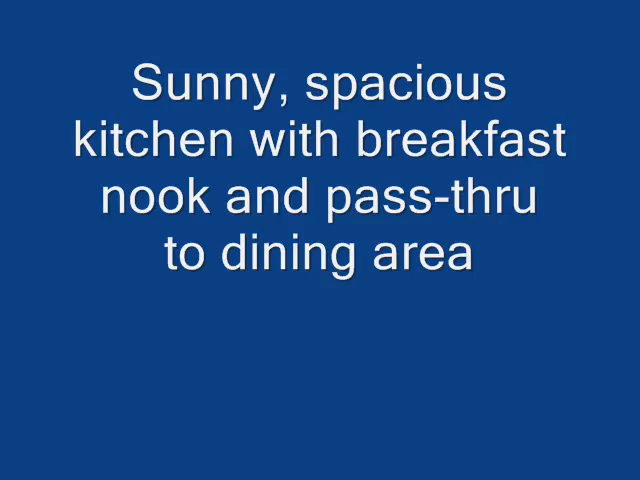 Sunny, spacious
kitchen with breakfast
nook and pass-thru
to dining area